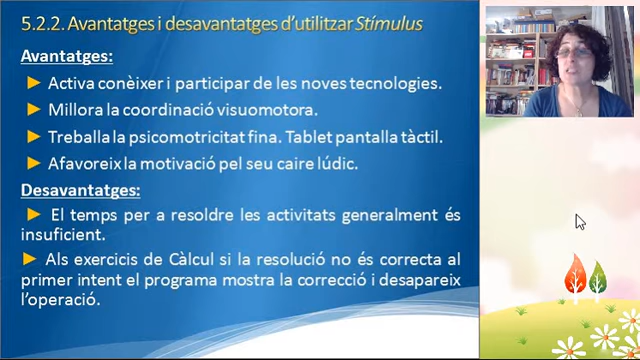 5.2.2. Avantatges i desavantatges d'utilitzar Stímulus
Avantatges:
► Activa conèixer i participar de les noves tecnologies.
► Millora la coordinació visuomotora.
► Treballa la psicomotricitat fina. Tablet pantalla tàctil.
► Afavoreix la motivació pel seu caire lúdic.
Desavantatges:
► El temps per a resoldre les activitats generalment és
insuficient.
► Als exercicis de Càlcul si la resolució no és correcta al
primer intent el programa mostra la correcció i desapareix
l'operació.